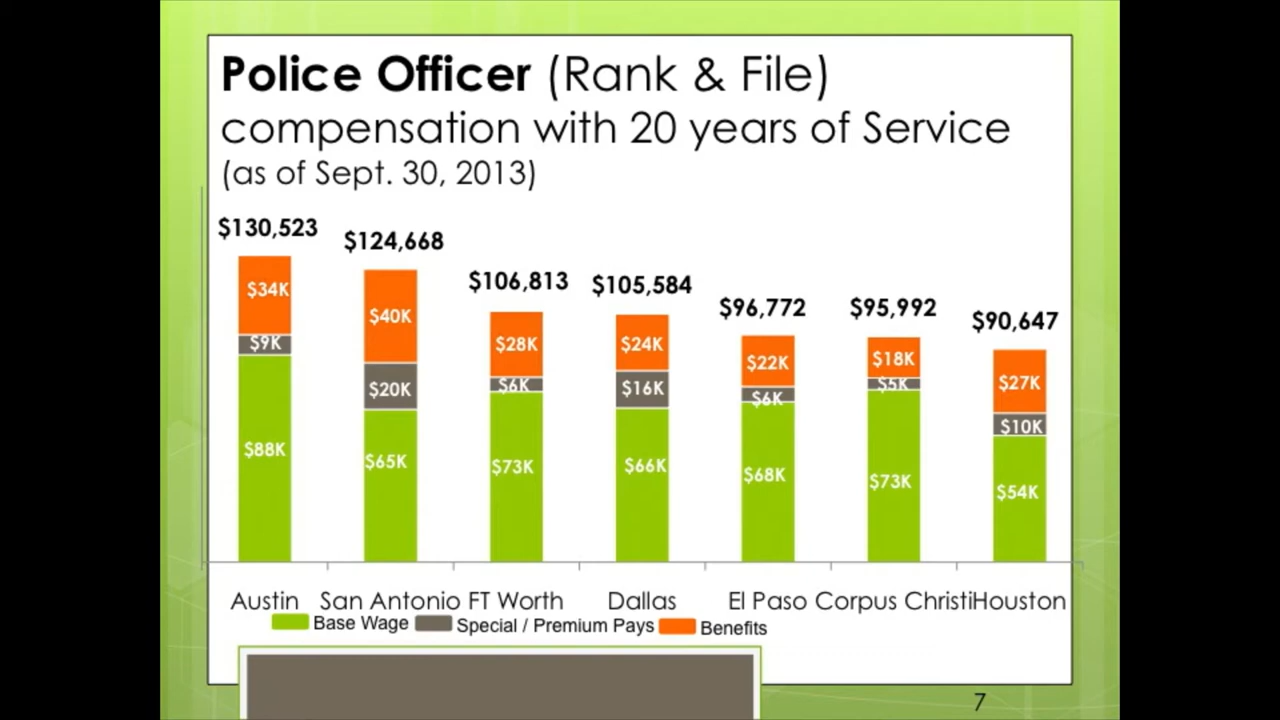 Police Officer (Rank & File)
compensation with 20 years of Service
(as of Sept. 30, 2013)
$130,523
$124,668
$106,813
$105,584
$96,772
$95,992
$90,647
$34K
$9K
$88K
$40K
$20K
$65K
$28K
$6K
$73K
$24K
$16K
$66K
$22K
$6K
$68K
$18K
$5K
$73K
$27K
$10K
$54K
Austin San Antonio FT Worth Dallas El Paso Corpus Christi Houston
Base Wage Special / Premium Pays Benefits
7